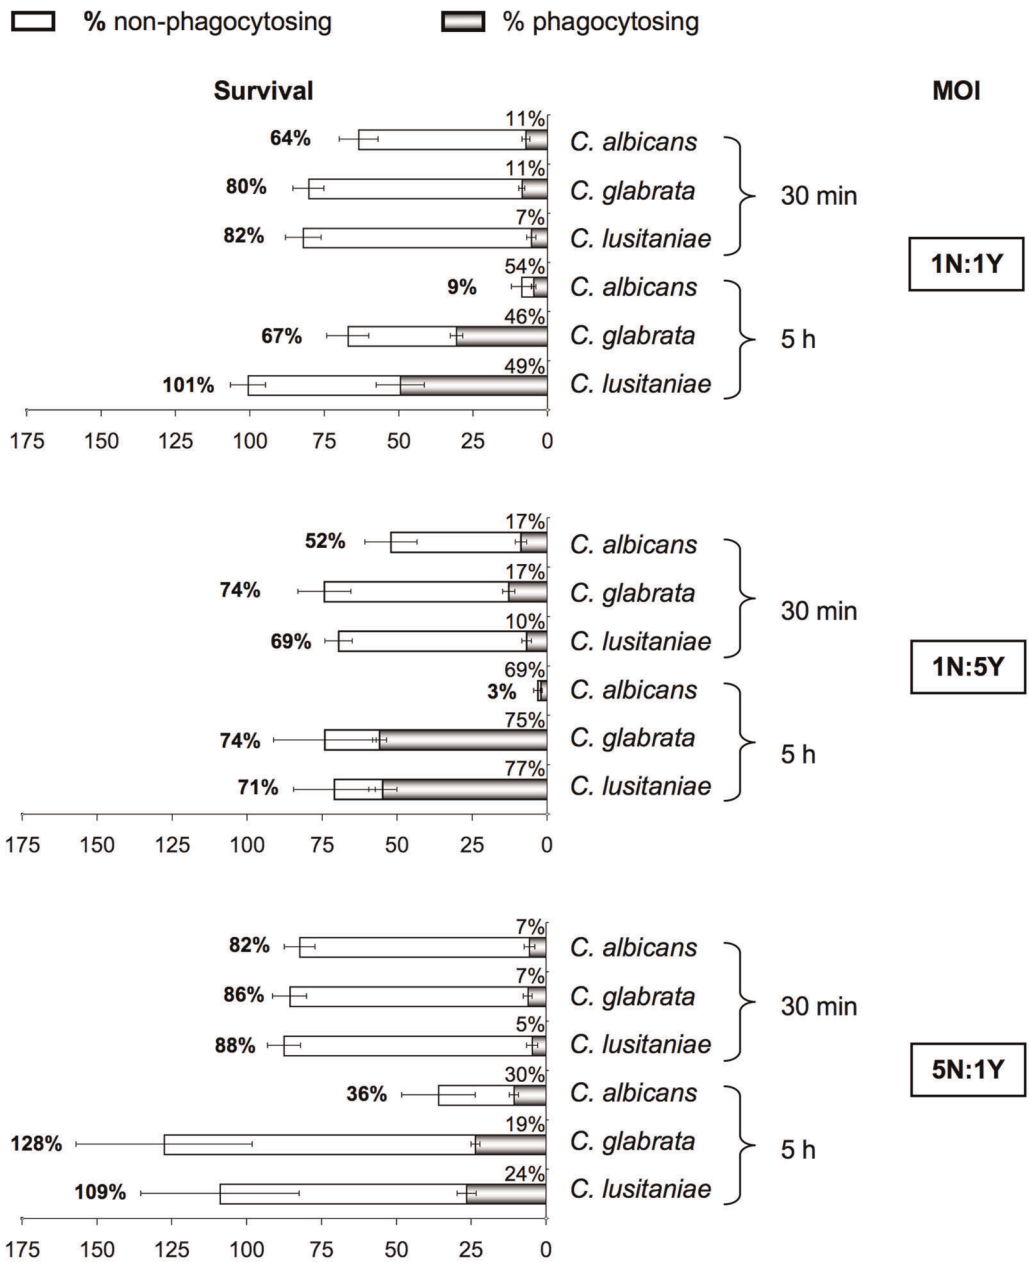 % non-phagocytosing % phagocytosing
Survival MOI
11%
64% C. albicans
11%
80% C. glabrata 30 min
7%
82% C. lusitaniae
1N:1Y
54%
9% C. albicans
46%
67% C. glabrata 5 h
49%
101% C. lusitaniae
175 150 125 100 75 50 25 0
17%
52% C. albicans
17%
74% C. glabrata 30 min
10%
69% C. lusitaniae
1N:5Y
69%
3% C. albicans
75%
74% C. glabrata 5 h
77%
71% C. lusitaniae
175 150 125 100 75 50 25 0
7%
82% C. albicans
7%
86% C. glabrata 30 min
5%
88% C. lusitaniae
5N:1Y
30%
36% C. albicans
19%
128% C. glabrata 5 h
24%
109% C. lusitaniae
175 150 125 100 75 50 25 0